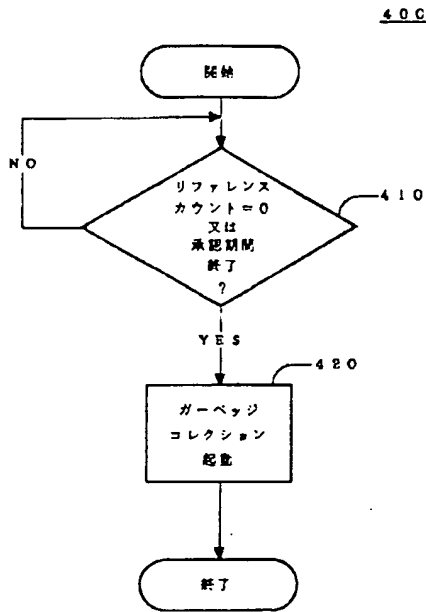 ４００
開始
NO
リファレンス
カウント＝0
又は
承認期間
終了
？
410
YES
420
ガーベッジ
コレクション
起動
終了